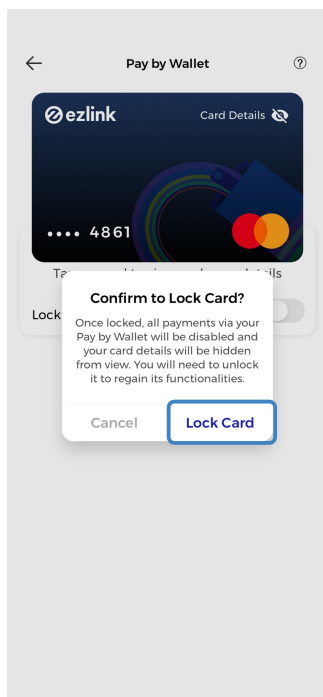 Pay by Wallet
ezlink
Card Details
•••• 4861
Confirm to Lock Card?
Lock
Once locked, all payments via your
Pay by Wallet will be disabled and
your card details will be hidden
from view. You will need to unlock
it to regain its functionalities.
Cancel
Lock Card